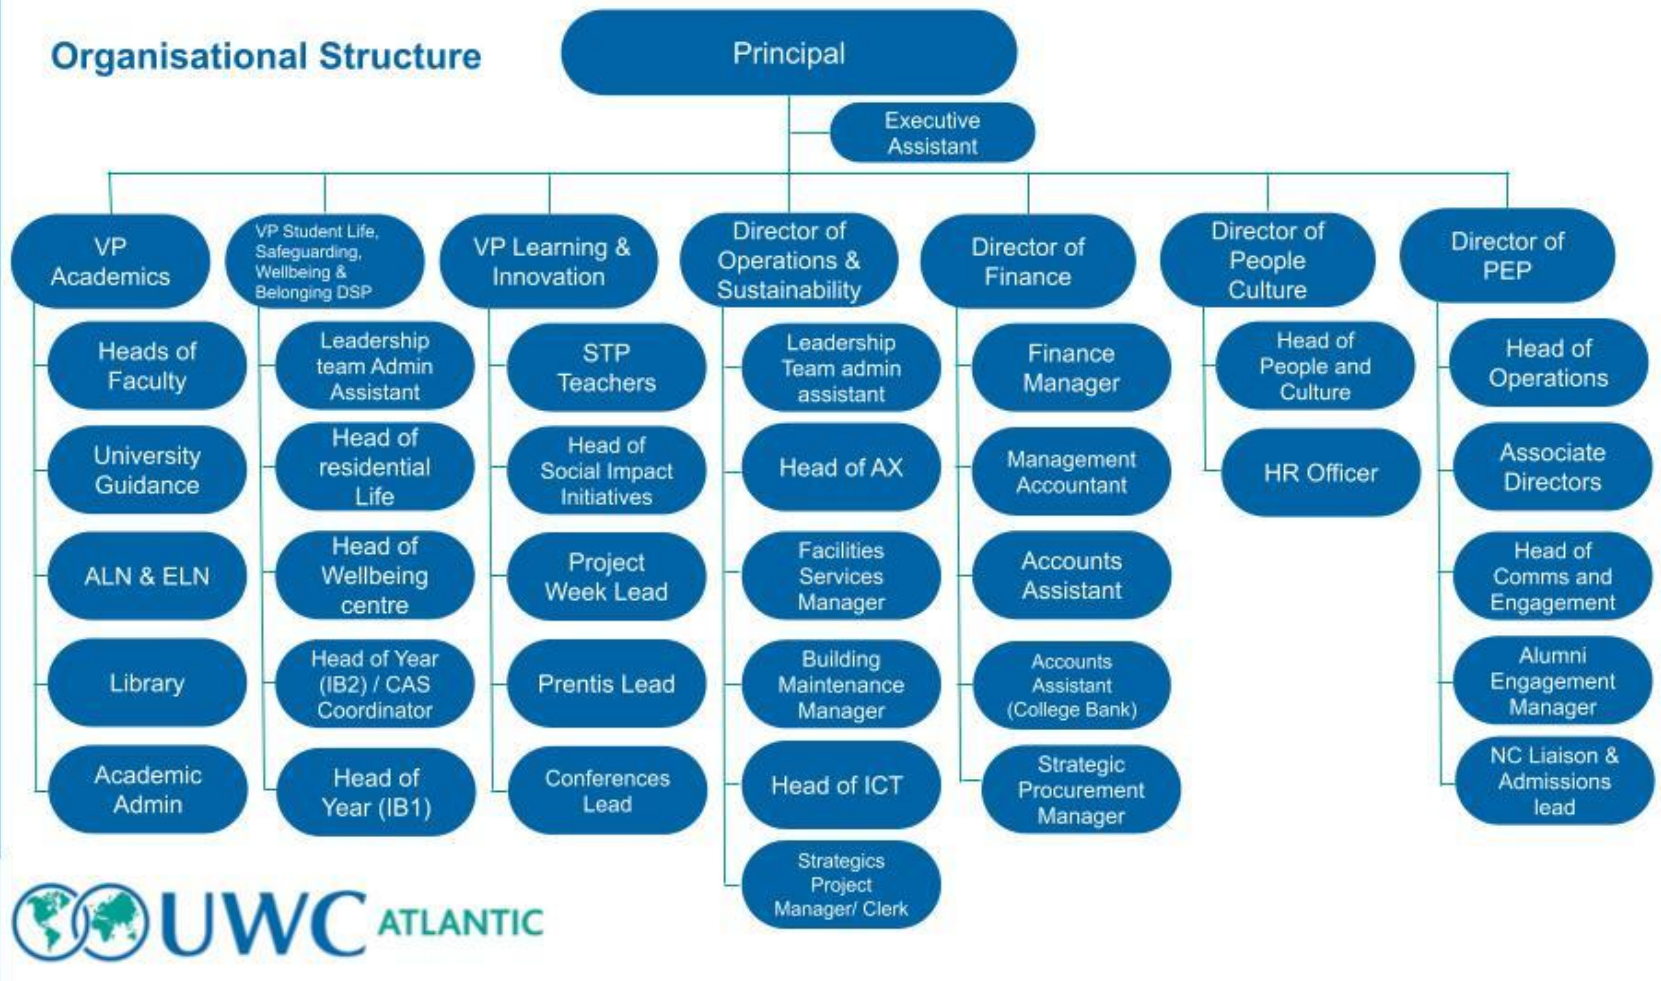 Organisational Structure
Principal
Executive
Assistant
VP
Academics
VP Student Life,
Safeguarding,
Wellbeing &
Belonging DSP
VP Learning &
Innovation
Director of
Operations &
Sustainability
Director of
Finance
Director of
People
Culture
Director of
PEP
Heads of
Faculty
University
Guidance
ALN & ELN
Library
Academic
Admin
Leadership
team Admin
Assistant
Head of
residential
Life
Head of
Wellbeing
centre
Head of Year
(IB2) / CAS
Coordinator
Head of
Year (IB1)
STP
Teachers
Head of
Social Impact
Initiatives
Project
Week Lead
Prentis Lead
Conferences
Lead
Leadership
Team admin
assistant
Head of AX
Facilities
Services
Manager
Building
Maintenance
Manager
Head of ICT
Strategics
Project
Manager/ Clerk
Finance
Manager
Management
Accountant
Accounts
Assistant
Accounts
Assistant
(College Bank)
Strategic
Procurement
Manager
Head of
People and
Culture
HR Officer
Head of
Operations
Associate
Directors
Head of
Comms and
Engagement
Alumni
Engagement
Manager
NC Liaison &
Admissions
lead
UWC ATLANTIC